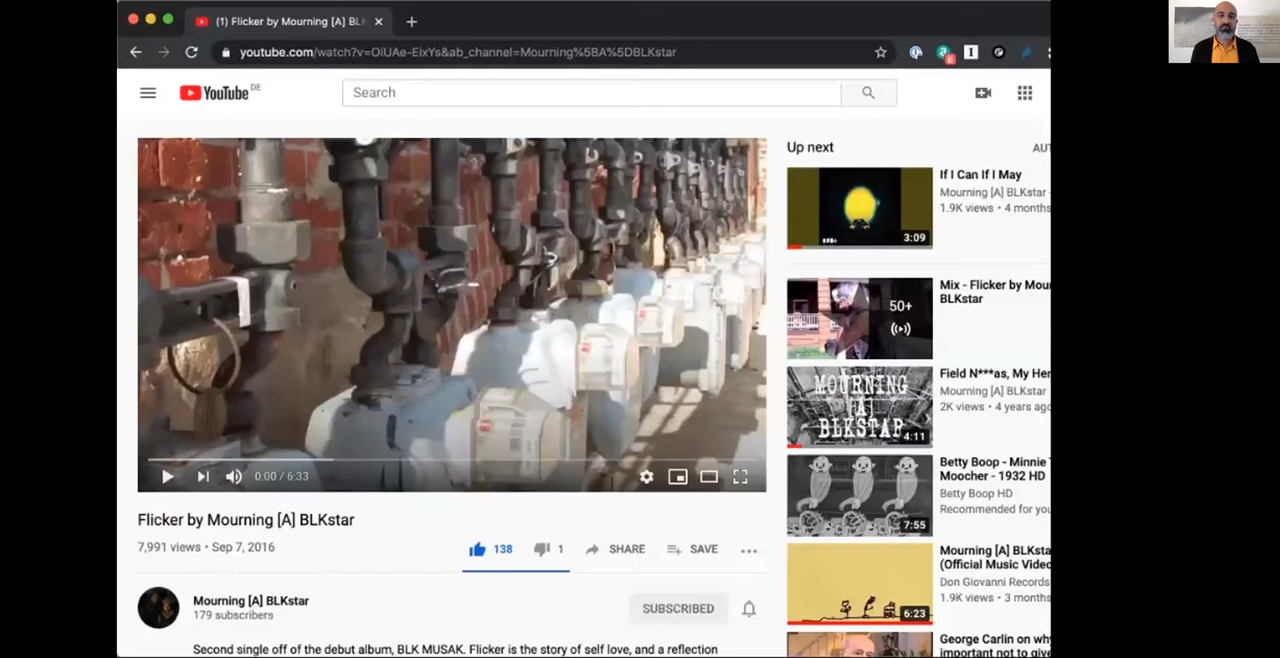 (1) Flicker by Mourning [A] BLK
youtube.com/watch?v=OiUAe-EixYs&ab_channel=Mourning%5BA%5DBLKstar
YouTube DE
Search
Up next
AUT
If I Can If I May
Mourning [A] BLKstar
1.9K views • 4 months
3:09
50+
Mix - Flicker by Mour
BLKstar
MOURNING
[A]
BLKSTAR
4:11
Field N***as, My Her
Mourning [A] BLKstar
2K views • 4 years ago
7:55
Betty Boop - Minnie
Moocher - 1932 HD
Betty Boop HD
Recommended for you
6:23
Mourning [A] BLKsta
(Official Music Video
Don Giovanni Records
1.9K views • 3 months
George Carlin on why
important not to give
0:00 / 6:33
Flicker by Mourning [A] BLKstar
7,991 views • Sep 7, 2016
138
1
SHARE
SAVE
Mourning [A] BLKstar
179 subscribers
SUBSCRIBED
Second single off of the debut album, BLK MUSAK. Flicker is the story of self love, and a reflection